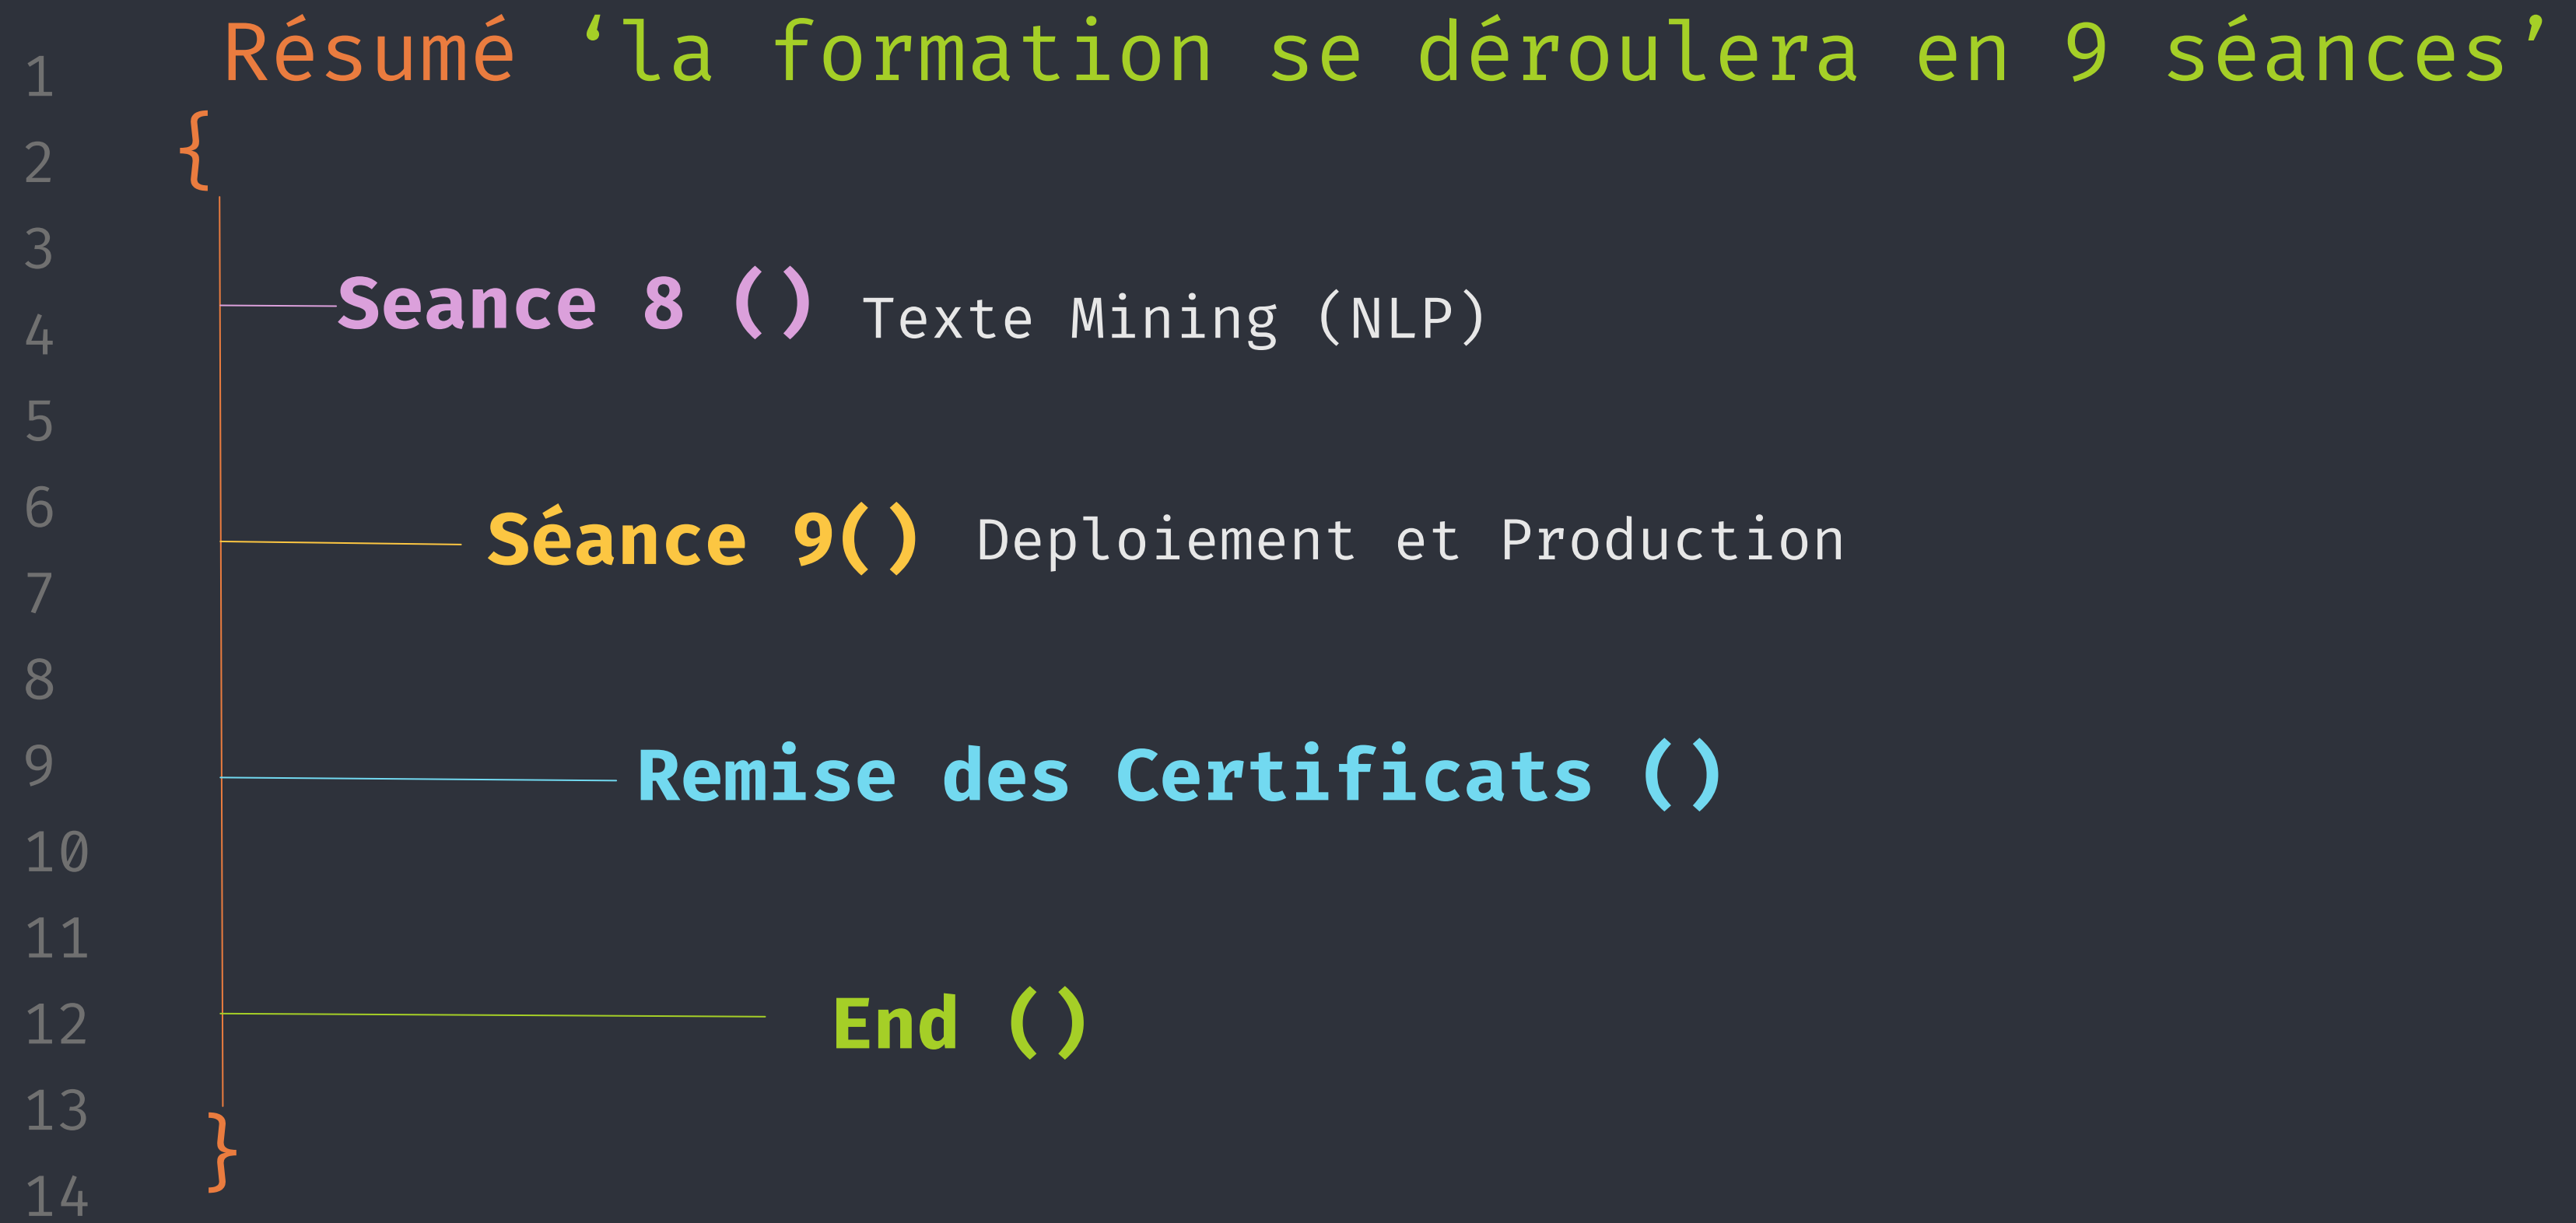 1 Résumé ‘la formation se déroulera en 9 séances’
2 {
3
4 Seance 8 () Texte Mining (NLP)
5
6 Séance 9() Deploiement et Production
7
8
9 Remise des Certificats ()
10
11
12 End ()
13 }
14